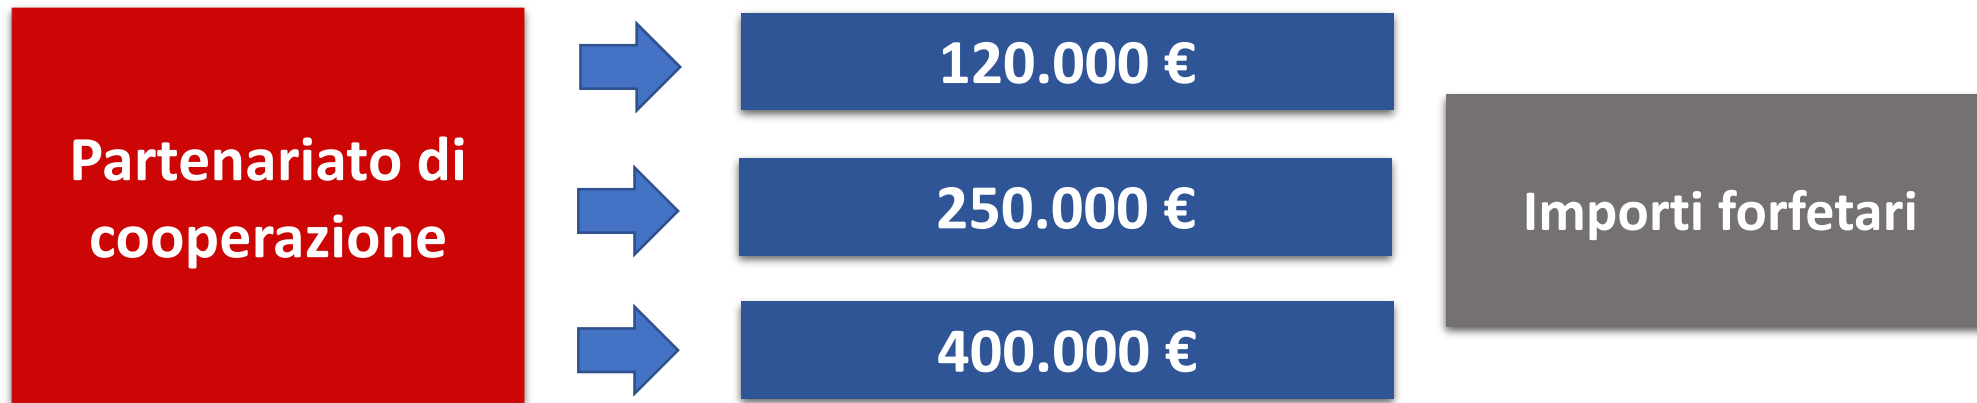 Partenariato di
cooperazione
120.000 €
250.000 €
400.000 €
Importi forfetari